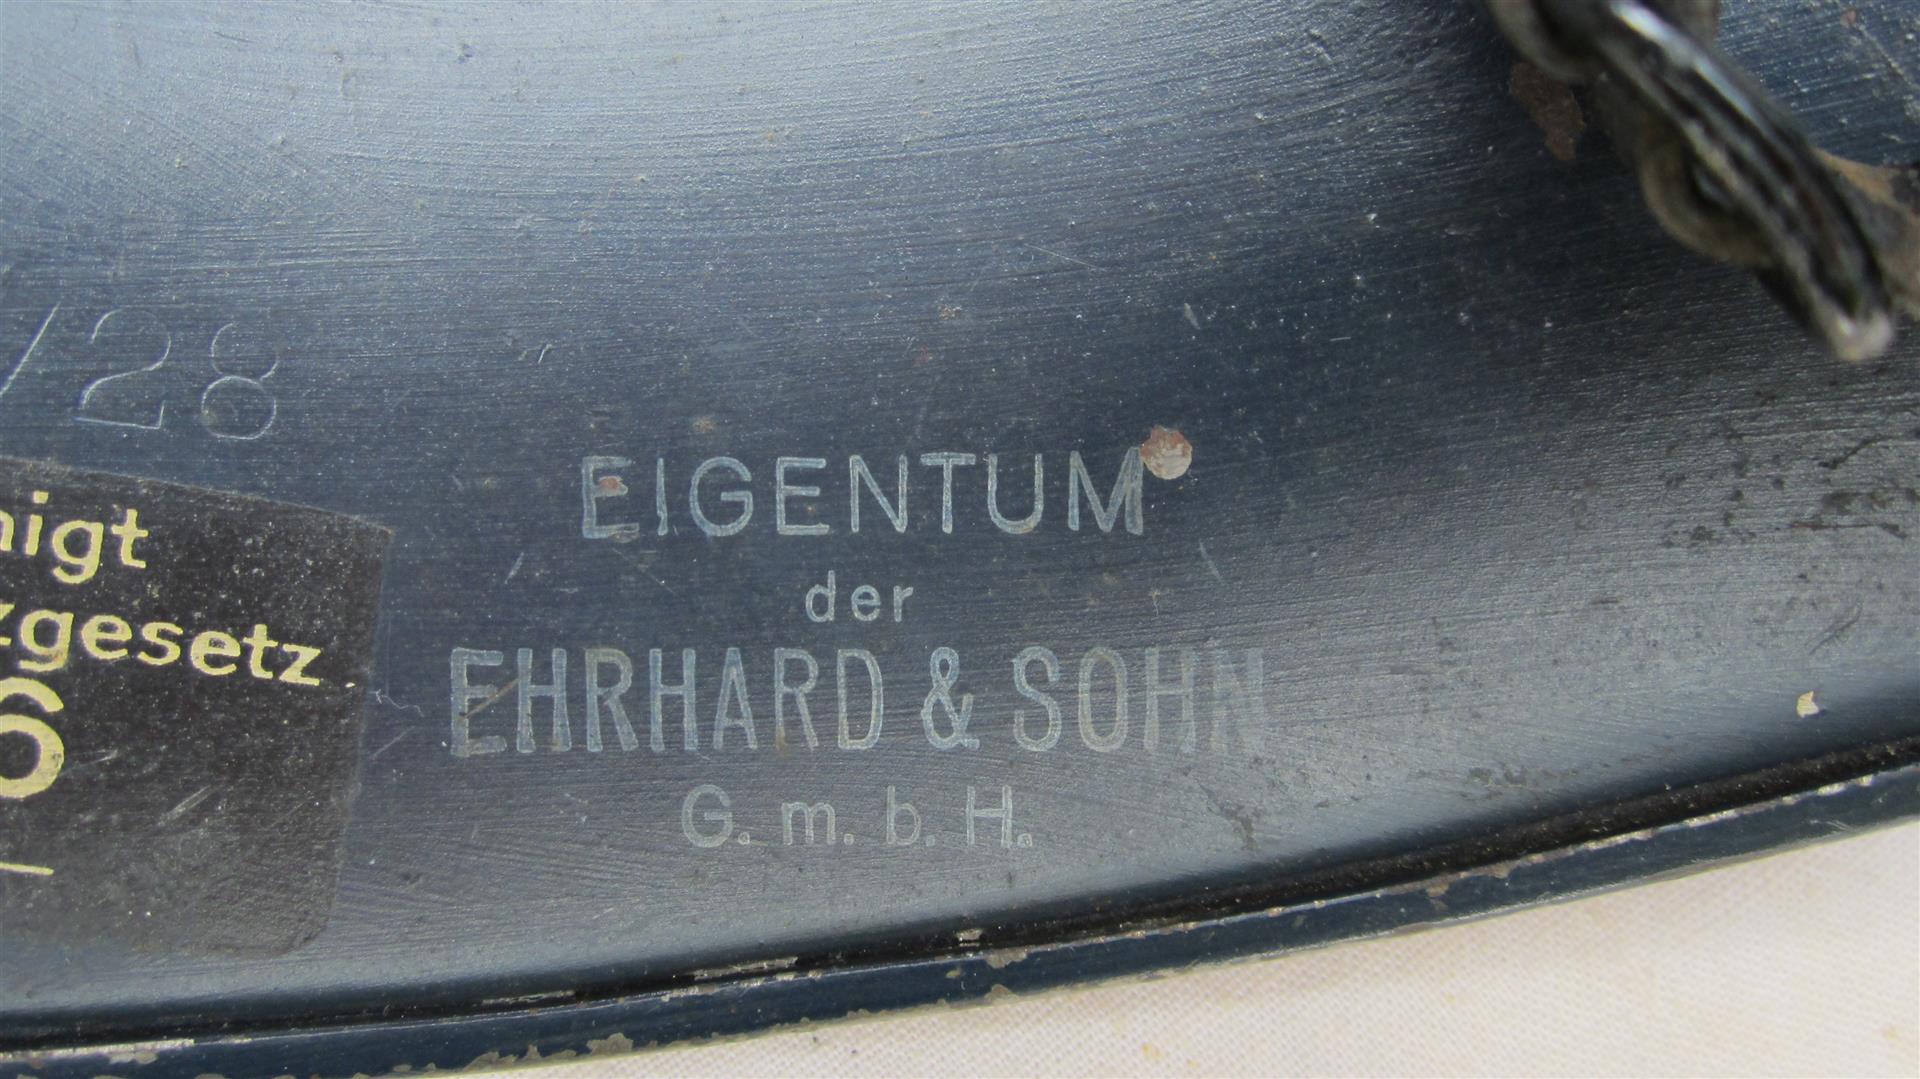 /28
EIGENTUM
der
EHRHARD & SOHN
G. m. b. H.
nigt
zgesetz
6